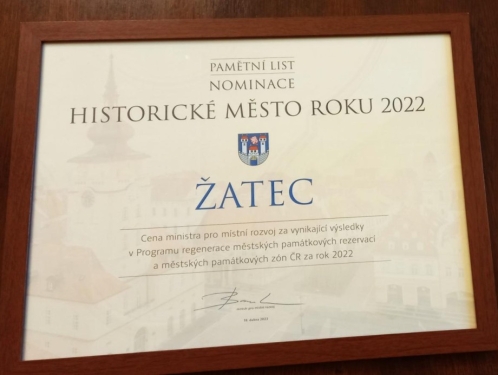 PAMĚTNÍ LIST
NOMINACE
HISTORICKÉ MĚSTO ROKU 2022
ŽATEC
Cena ministra pro místní rozvoj za vynikající výsledky
v Programu regenerace městských památkových rezervací
a městských památkových zón ČR za rok 2022